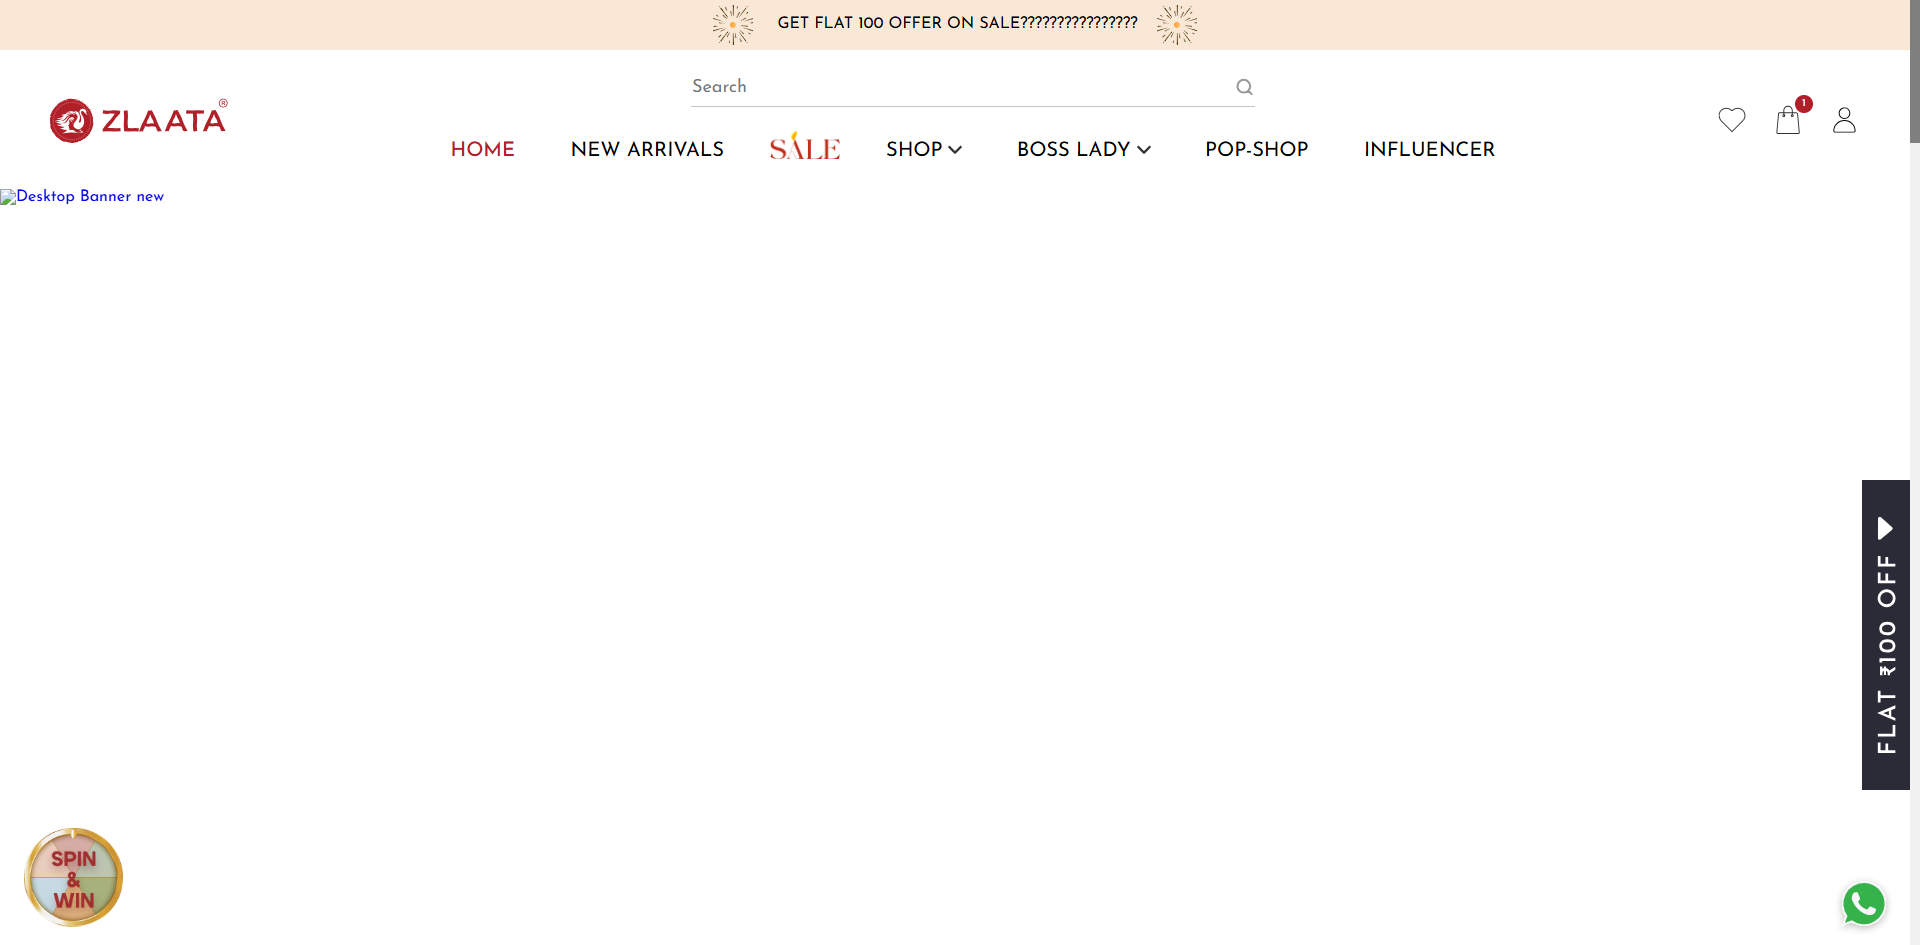 GET FLAT 100 OFFER ON SALE????????????????
Search
ZLAATA®
1
HOME
NEW ARRIVALS
SALE
SHOP
BOSS LADY
POP-SHOP
INFLUENCER
Desktop Banner new
FLAT ₹100 OFF
SPIN
&
WIN